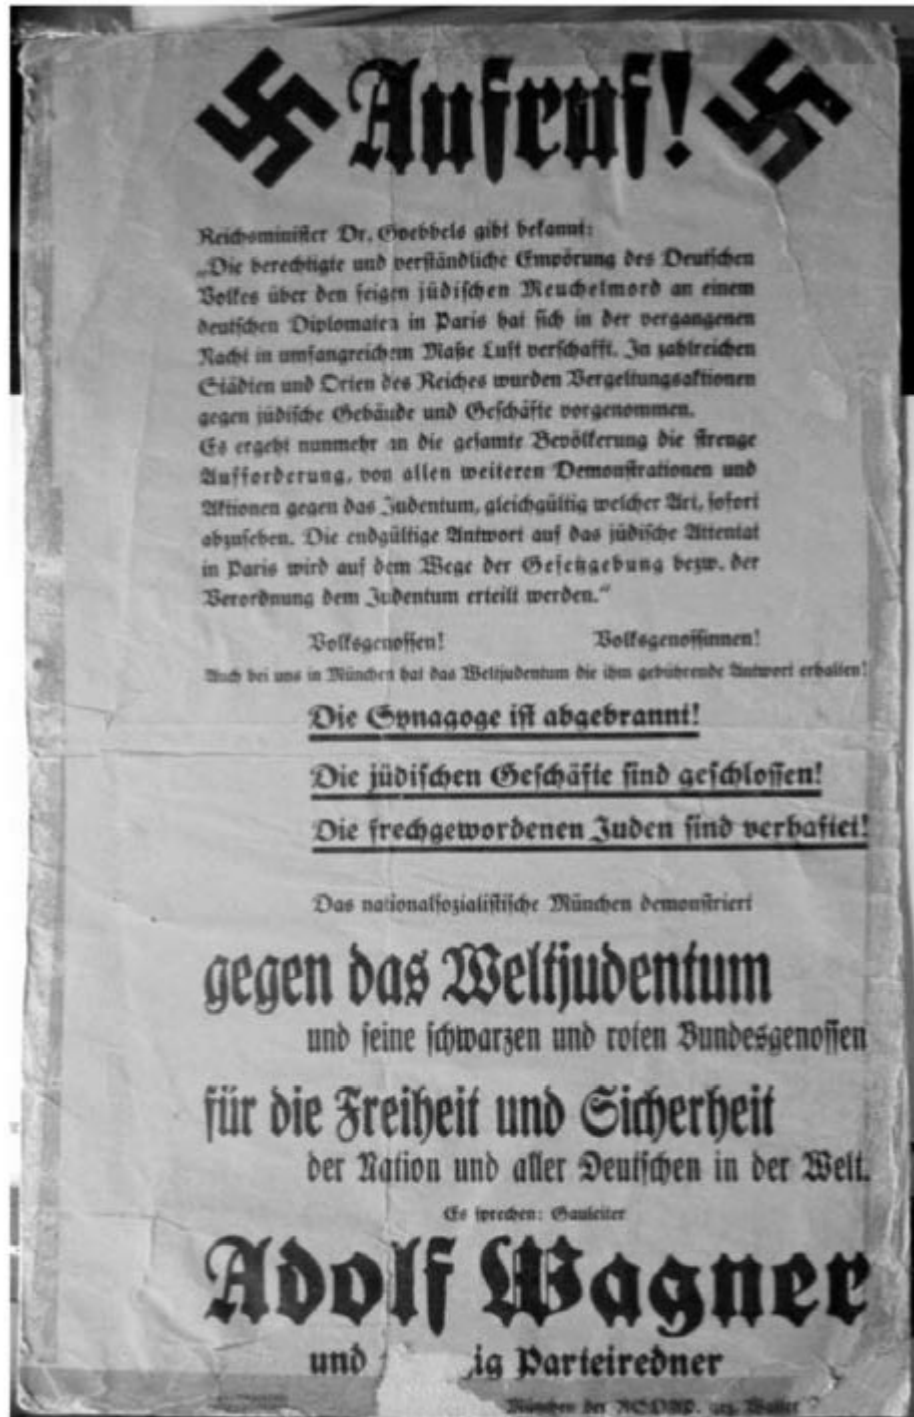 Aufruf!
Reichsminister Dr. Goebbels gibt bekannt:
„Die berechtigte und verständliche Empörung des Deutschen
Volkes über den feigen jüdischen Meuchelmord an einem
deutschen Diplomaten in Paris hat sich in der vergangenen
Nacht in umfangreichem Maße Luft verschafft. In zahlreichen
Städten und Orten des Reiches wurden Vergeltungsaktionen
gegen jüdische Gebäude und Geschäfte vorgenommen.
Es ergeht nunmehr an die gesamte Bevölkerung die strenge
Aufforderung, von allen weiteren Demonstrationen und
Aktionen gegen das Judentum, gleichgültig welcher Art, sofort
abzusehen. Die endgültige Antwort auf das jüdische Attentat
in Paris wird auf dem Wege der Gesetzgebung bezw. der
Verordnung dem Judentum erteilt werden.“
Volksgenossen! Volksgenossinnen!
Auch bei uns in München hat das Weltjudentum die ihm gebührende Antwort erhalten!
Die Synagoge ist abgebrannt!
Die jüdischen Geschäfte sind geschlossen!
Die frechgewordenen Juden sind verhaftet!
Das nationalsozialistische München demonstriert
gegen das Weltjudentum
und seine schwarzen und roten Bundesgenossen
für die Freiheit und Sicherheit
der Nation und aller Deutschen in der Welt.
Es sprechen: Gauleiter
Adolf Wagner
und ig Parteiredner
München der NSDAP. gez.